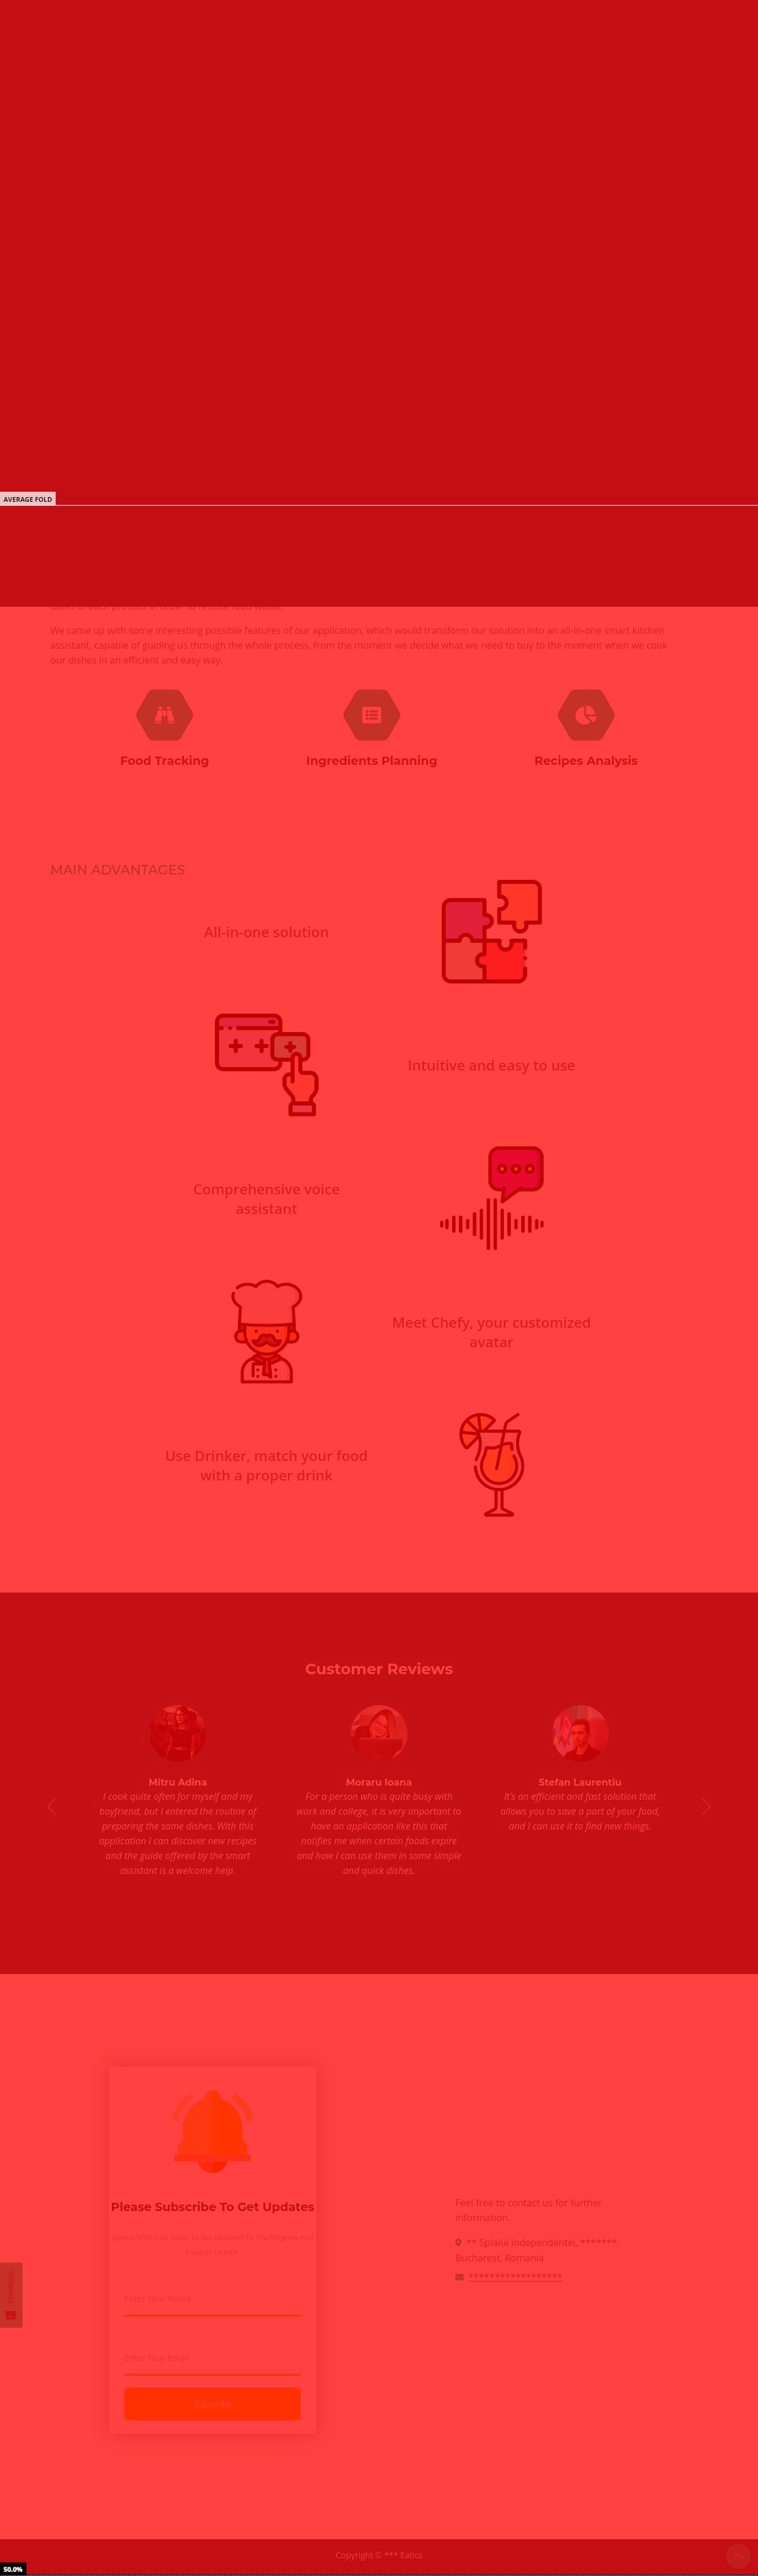 AVERAGE FOLD
dates of each product in order to reduce food waste.
We came up with some interesting possible features of our application, which would transform our solution into an all-in-one smart kitchen
assistant, capable of guiding us through the whole process, from the moment we decide what we need to buy to the moment when we cook
our dishes in an efficient and easy way.
Food Tracking
Ingredients Planning
Recipes Analysis
MAIN ADVANTAGES
All-in-one solution
Intuitive and easy to use
Comprehensive voice
assistant
Meet Chefy, your customized
avatar
Use Drinker, match your food
with a proper drink
Customer Reviews
Mitru Adina
I cook quite often for myself and my
boyfriend, but I entered the routine of
preparing the same dishes. With this
application I can discover new recipes
and the guide offered by the smart
assistant is a welcome help.
Moraru Ioana
For a person who is quite busy with
work and college, it is very important to
have an application like this that
notifies me when certain foods expire
and how I can use them in some simple
and quick dishes.
Stefan Laurentiu
It's an efficient and fast solution that
allows you to save a part of your food,
and I can use it to find new things.
Please Subscribe To Get Updates
Signup With Your Email To Get Updated To The Progress And
Product Launch.
Enter Your Name
Enter Your Email
Subscribe
Feel free to contact us for further
information.
** Splaiul Independentei, *******,
Bucharest, Romania
******************
Feedback
Copyright © *** Eatics
50.0%